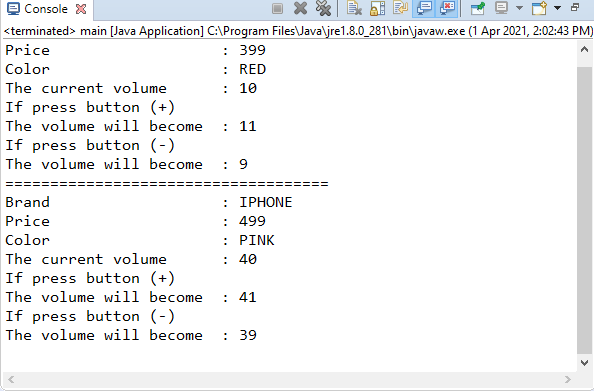 Console
<terminated> main [Java Application] C:\Program Files\Java\jre1.8.0_281\bin\javaw.exe (1 Apr 2021, 2:02:43 PM)
Price : 399
Color : RED
The current volume : 10
If press button (+)
The volume will become : 11
If press button (-)
The volume will become : 9
====================================
Brand : IPHONE
Price : 499
Color : PINK
The current volume : 40
If press button (+)
The volume will become : 41
If press button (-)
The volume will become : 39